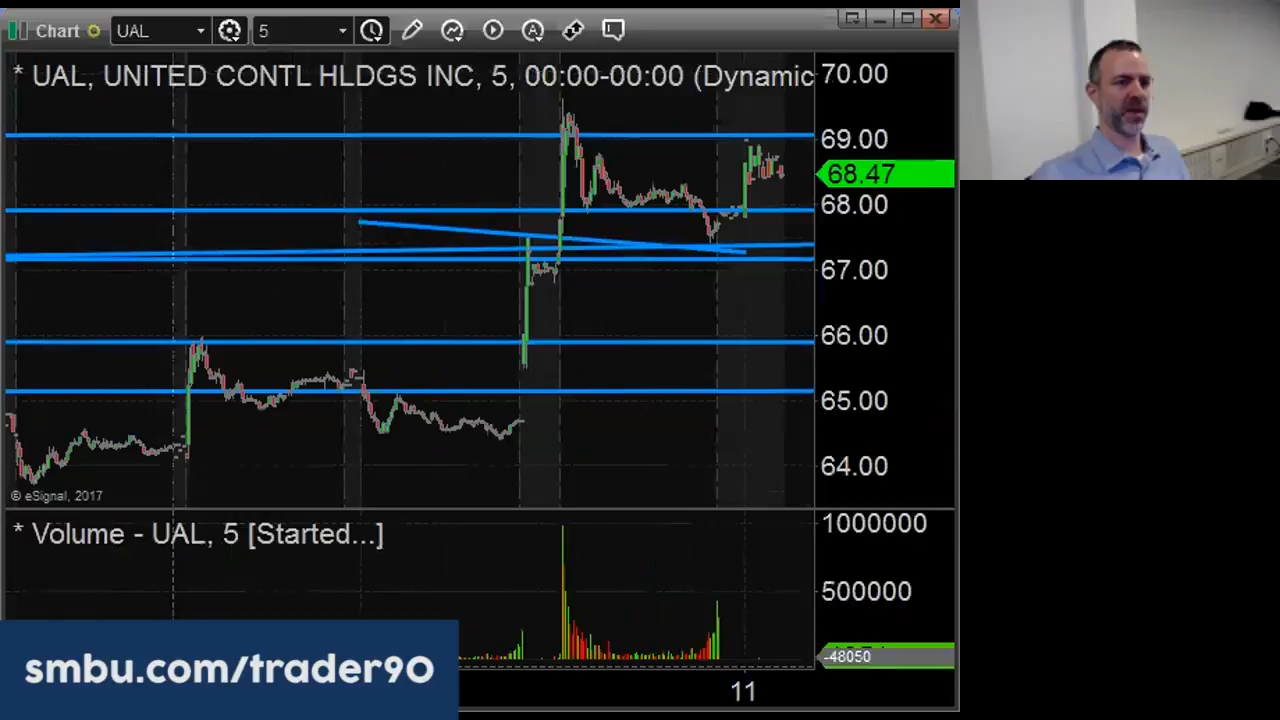 Chart UAL 5
* UAL, UNITED CONTL HLDGS INC, 5, 00:00-00:00 (Dynamic
70.00
69.00
68.47
68.00
67.00
66.00
65.00
64.00
© eSignal, 2017
* Volume - UAL, 5 [Started...]
1000000
500000
-48050
smbu.com/trader90
11